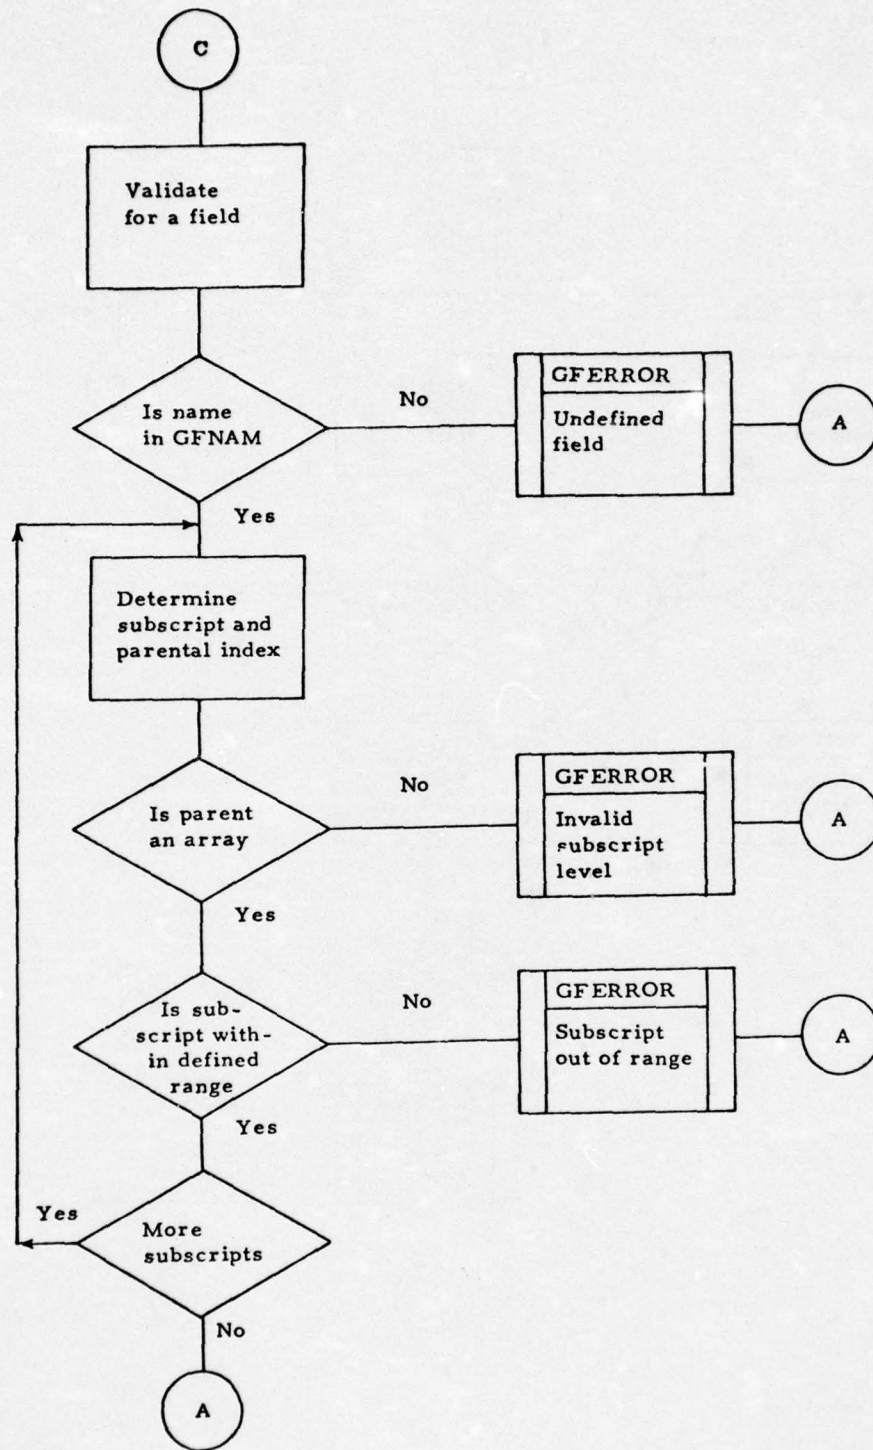 C
Validate
for a field
Is name
in GFNAM
No
GFERROR
Undefined
field
A
Yes
Determine
subscript and
parental index
Is parent
an array
No
GFERROR
Invalid
subscript
level
A
Yes
Is sub-
script with-
in defined
range
No
GFERROR
Subscript
out of range
A
Yes
Yes
More
subscripts
No
A